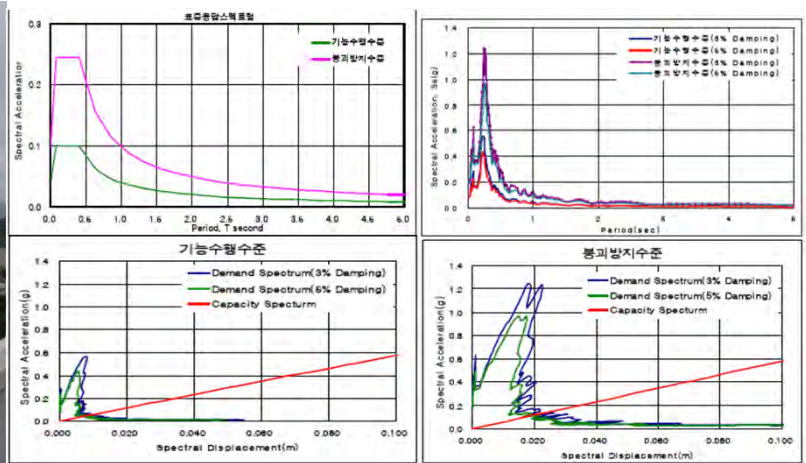 표준응답스펙트럼
0.3
0.2
0.1
0.0
Spectral Acceleration
기능수행수준
붕괴방지수준
0.0 0.6 1.0 1.6 2.0 2.6 3.0 3.6 4.0 4.6 5.0 5.6 6.0
Period, T second
1.4
1.2
1.0
0.8
0.6
0.4
0.2
0.0
기능수행수준(3% Damping)
기능수행수준(5% Damping)
붕괴방지수준(3% Damping)
붕괴방지수준(5% Damping)
0 1 2 3 4 5
Period(sec)
기능수행수준
1.4
1.2
1.0
0.8
0.6
0.4
0.2
0.0
Spectral Acceleration(g)
Demand Spectrum(3% Damping)
Demand Spectrum(5% Damping)
Capacity Specturm
0.000 0.020 0.040 0.060 0.080 0.100
Spectral Displacement(m)
붕괴방지수준
1.4
1.2
1.0
0.8
0.6
0.4
0.2
0.0
Spectral Acceleration(g)
Demand Spectrum(3% Damping)
Demand Spectrum(5% Damping)
Capacity Specturm
0.000 0.020 0.040 0.060 0.080 0.100
Spectral Displacement(m)